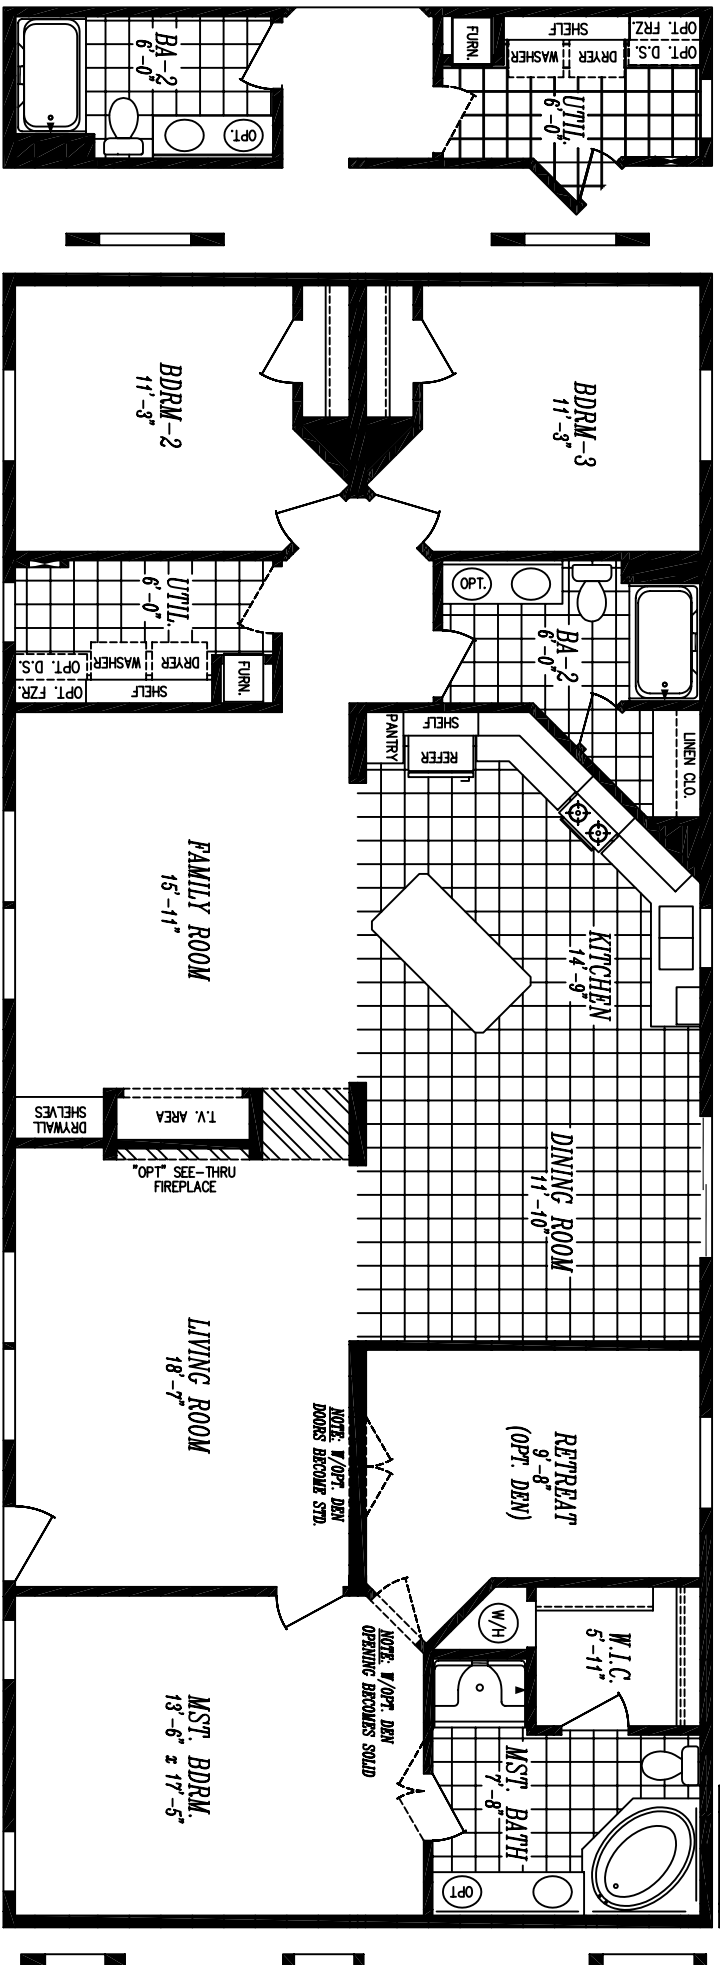 BA-2
6'-0"
OPT.
FURN.
SHELF
WASHER
DRYER
OPT. FRZ.
OPT. D.S.
UTIL.
6'-0"
BDRM-2
11'-3"
BDRM-3
11'-3"
UTIL.
6'-0"
OPT. D.S.
WASHER
DRYER
OPT. FZR.
SHELF
FURN.
OPT.
BA-2
6'-0"
LINEN CLO.
PANTRY
SHELF
REFER
FAMILY ROOM
15'-11"
KITCHEN
14'-9"
DRYWALL
SHELVES
T.V. AREA
"OPT" SEE-THRU
FIREPLACE
DINING ROOM
11'-10"
LIVING ROOM
18'-7"
NOTE: W/OPT. DEN
DOORS BECOME STD.
RETREAT
9'-8"
(OPT. DEN)
W/H
W.I.C.
5'-11"
NOTE: W/OPT. DEN
OPENING BECOMES SOLID
MST. BDRM.
13'-6" x 17'-5"
MST. BATH
7'-8"
OPT